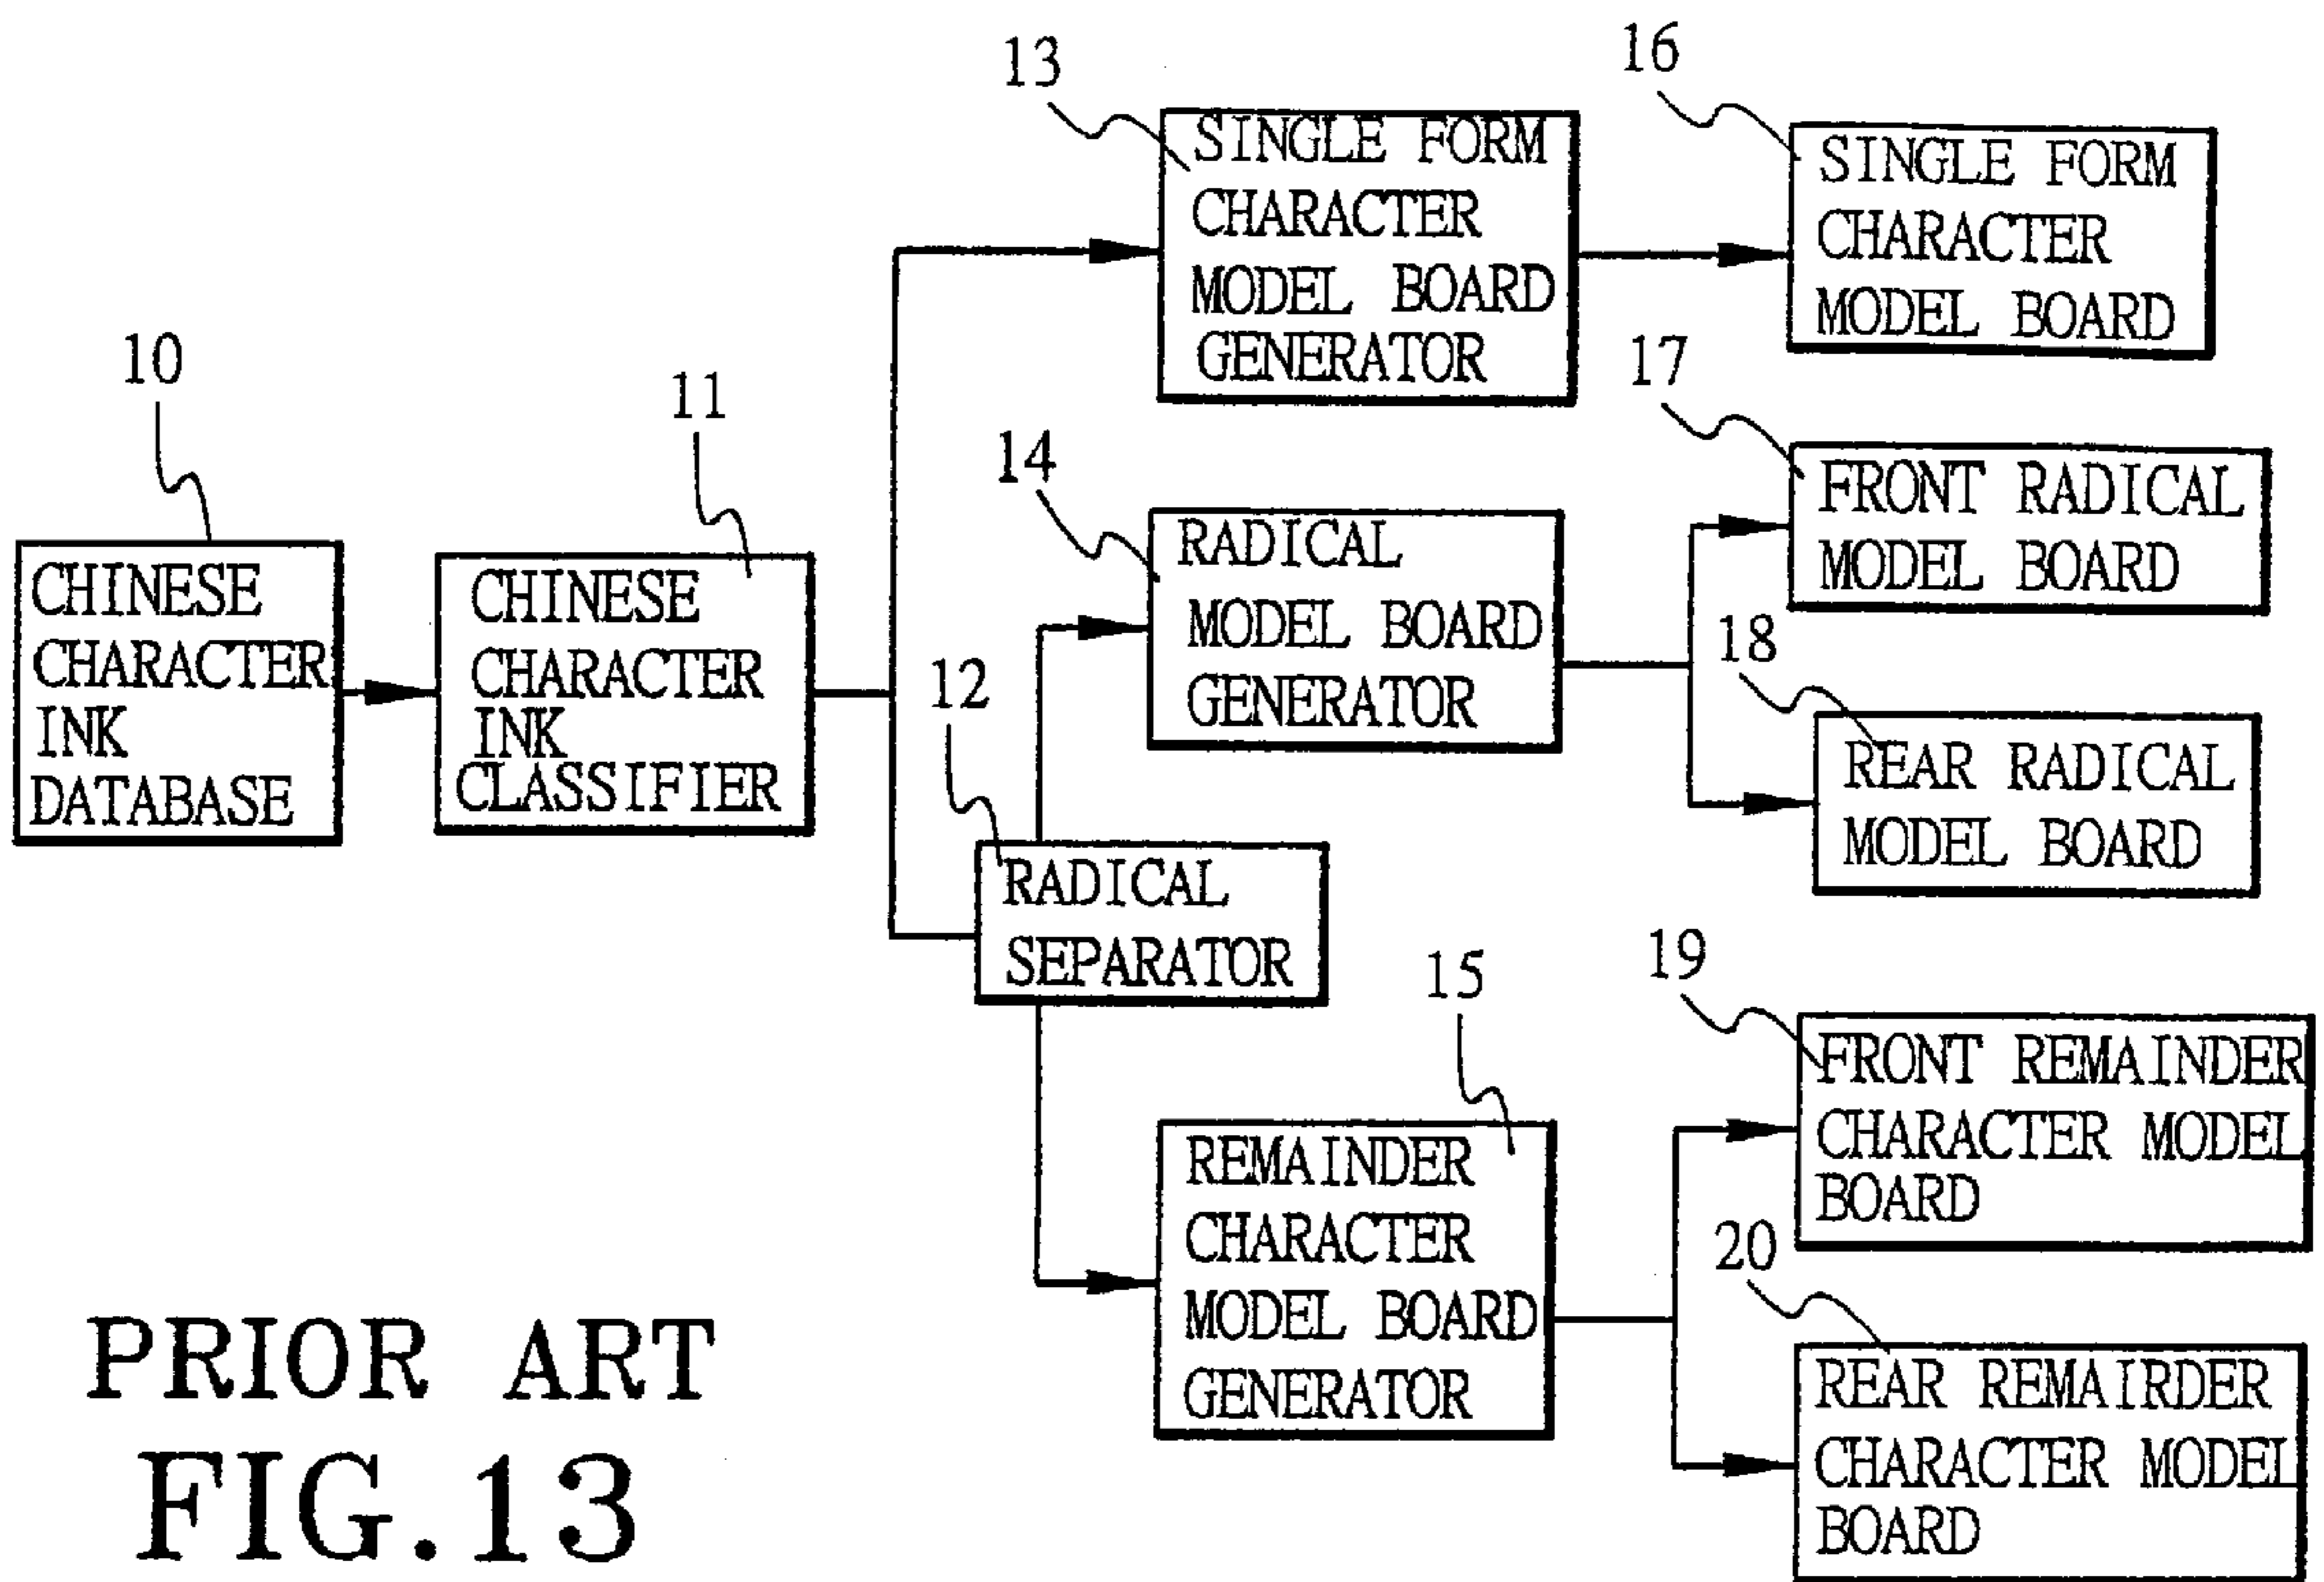 10
CHINESE
CHARACTER
INK
DATABASE
11
CHINESE
CHARACTER
INK
CLASSIFIER
12
RADICAL
SEPARATOR
13
SINGLE FORM
CHARACTER
MODEL BOARD
GENERATOR
14
RADICAL
MODEL BOARD
GENERATOR
15
REMAINDER
CHARACTER
MODEL BOARD
GENERATOR
16
SINGLE FORM
CHARACTER
MODEL BOARD
17
FRONT RADICAL
MODEL BOARD
18
REAR RADICAL
MODEL BOARD
19
FRONT REMAINDER
CHARACTER MODEL
BOARD
20
REAR REMAIRDER
CHARACTER MODEL
BOARD
PRIOR ART
FIG.13